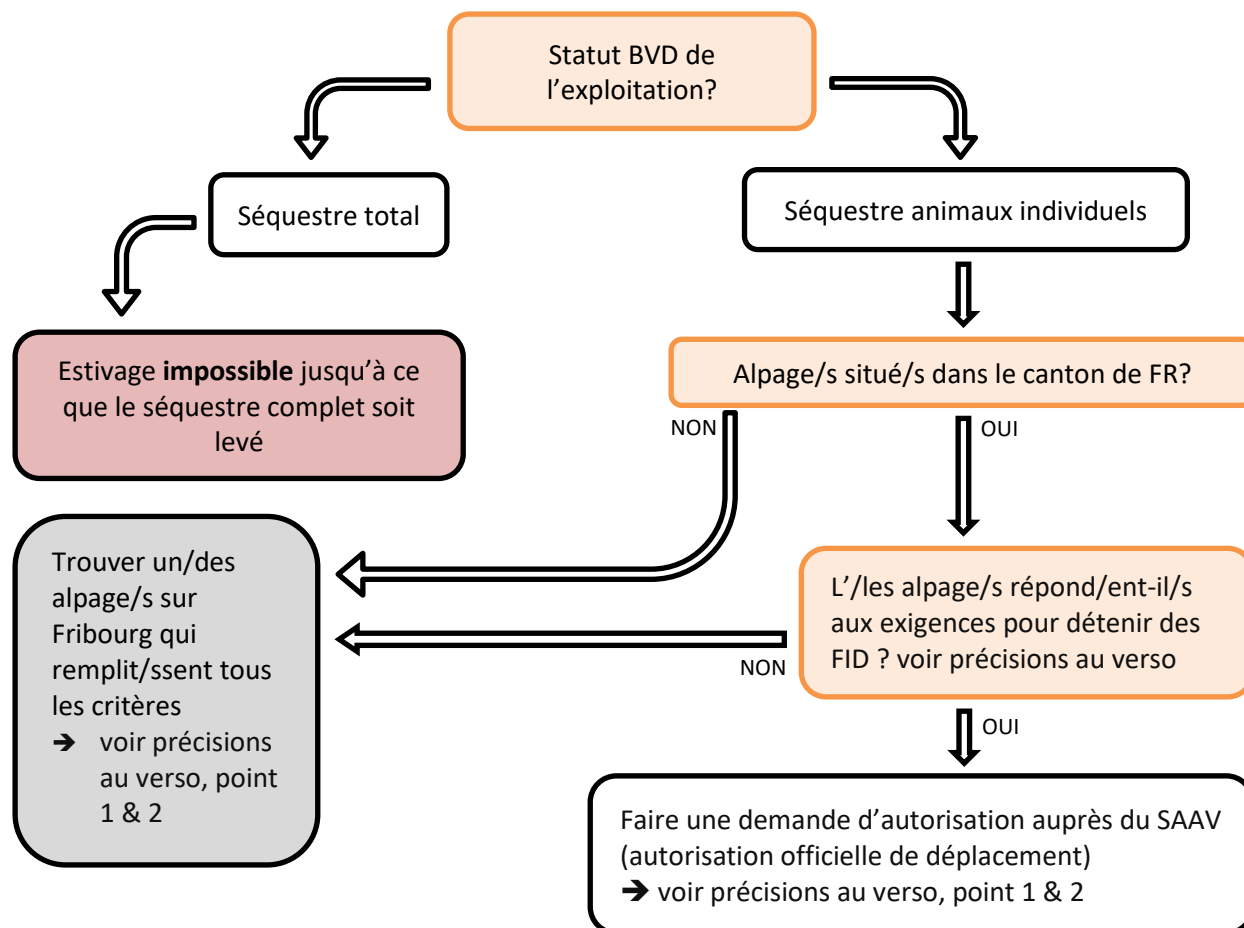 Statut BVD de
l’exploitation?
Séquestre total
Séquestre animaux individuels
Estivage impossible jusqu’à ce
que le séquestre complet soit
levé
Alpage/s situé/s dans le canton de FR?
NON
OUI
Trouver un/des
alpage/s sur
Fribourg qui
remplit/ssent tous
les critères
➔ voir précisions
au verso, point
1 & 2
L’/les alpage/s répond/ent-il/s
aux exigences pour détenir des
FID ? voir précisions au verso
NON
OUI
Faire une demande d’autorisation auprès du SAAV
(autorisation officielle de déplacement)
➔ voir précisions au verso, point 1 & 2